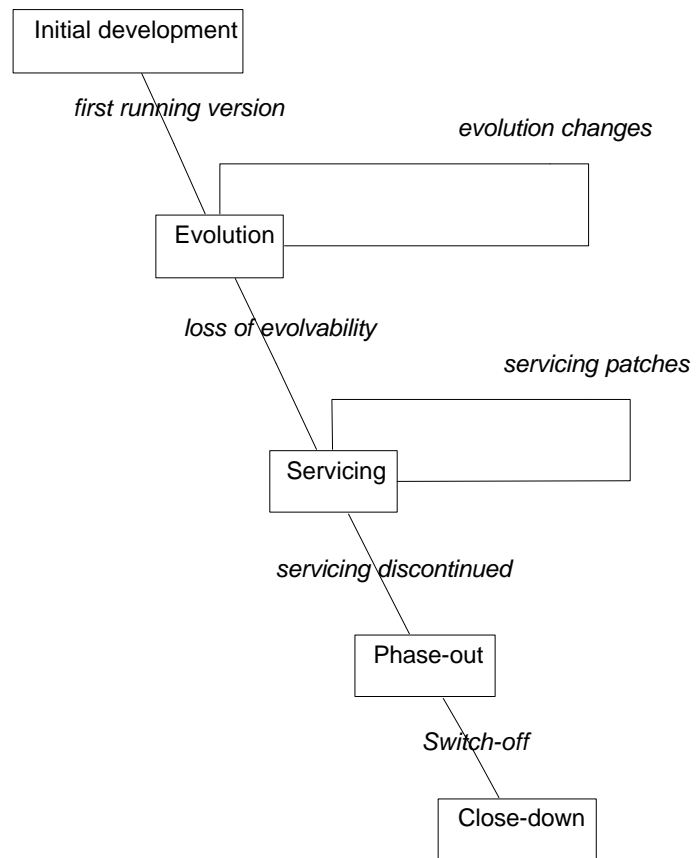 Initial development
first running version
evolution changes
Evolution
loss of evolvability
servicing patches
Servicing
servicing discontinued
Phase-out
Switch-off
Close-down